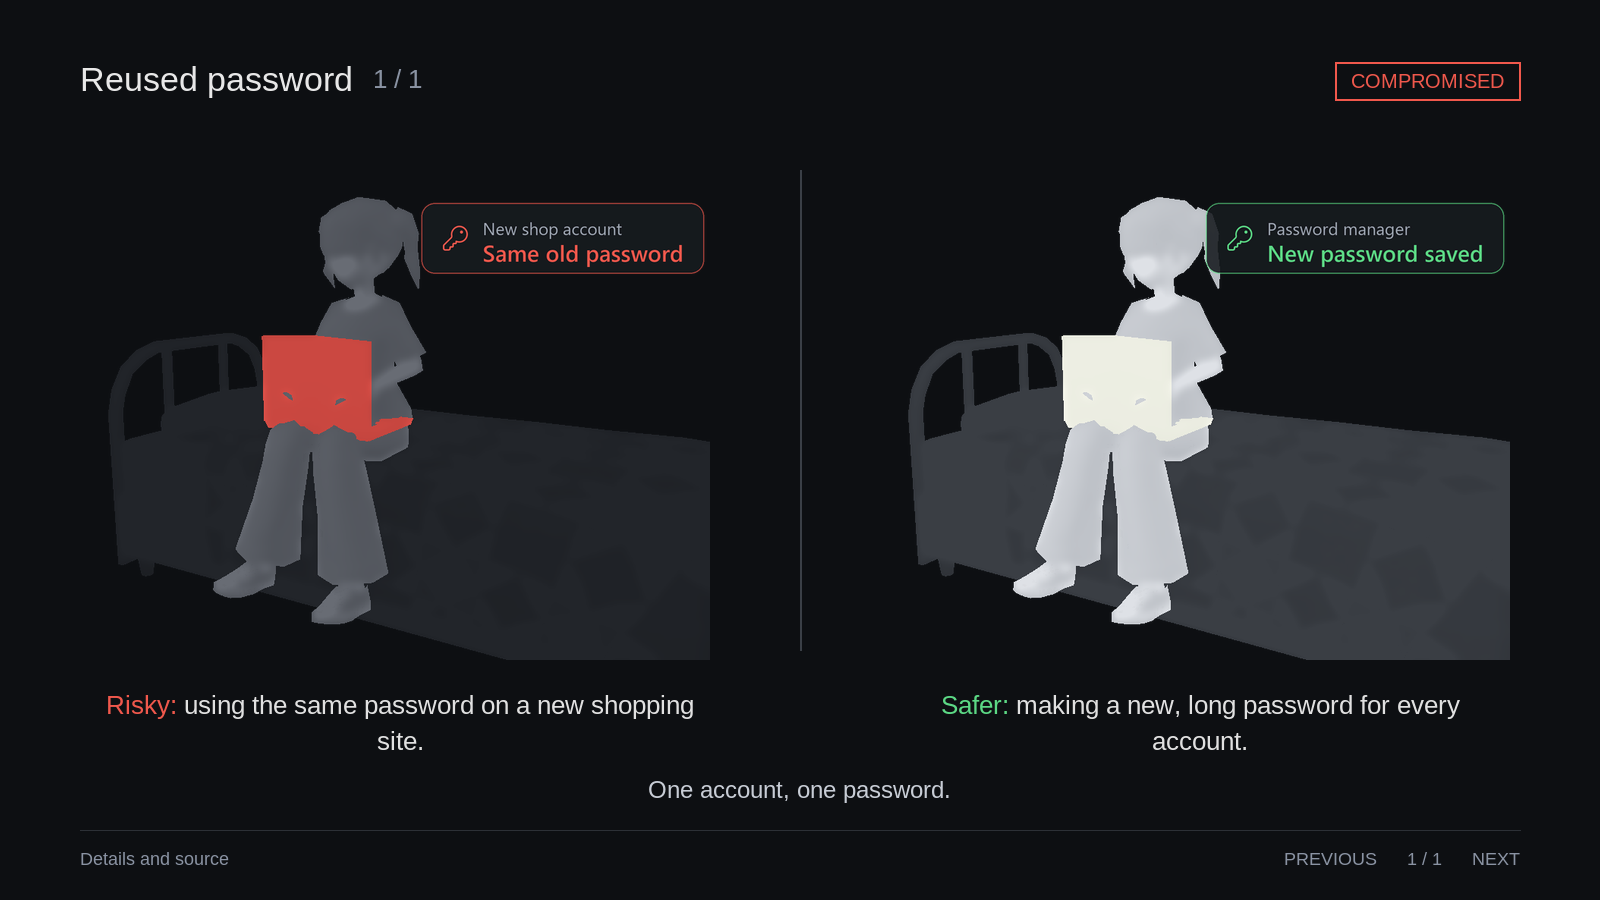 Reused password 1 / 1
COMPROMISED
New shop account
Same old password
Password manager
New password saved
Risky: using the same password on a new shopping
site.
Safer: making a new, long password for every
account.
One account, one password.
Details and source
PREVIOUS 1 / 1 NEXT